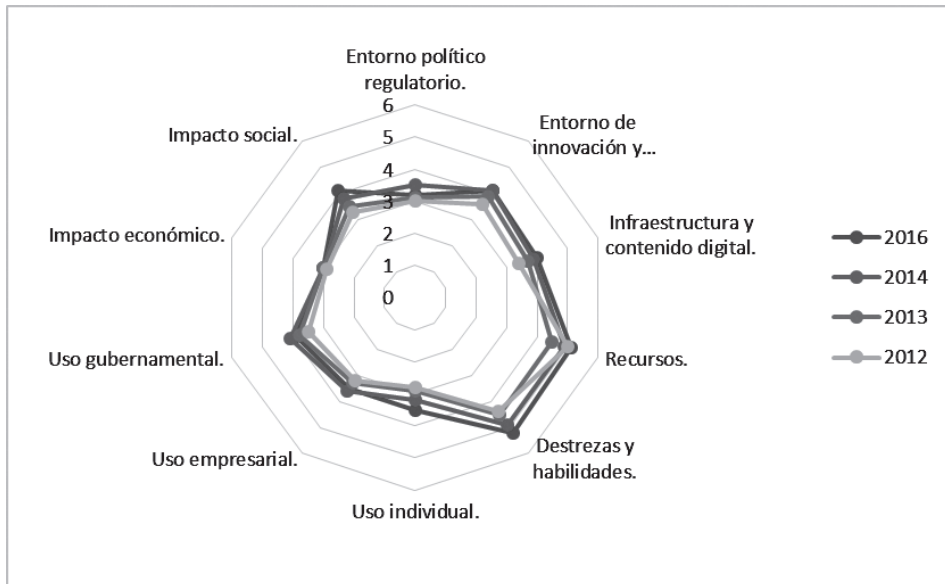 Entorno político
regulatorio.
6
5
4
3
2
1
0
Entorno de
innovación y...
Infraestructura y
contenido digital.
Recursos.
Destrezas y
habilidades.
Uso individual.
Uso empresarial.
Uso gubernamental.
Impacto económico.
Impacto social.
2016
2014
2013
2012